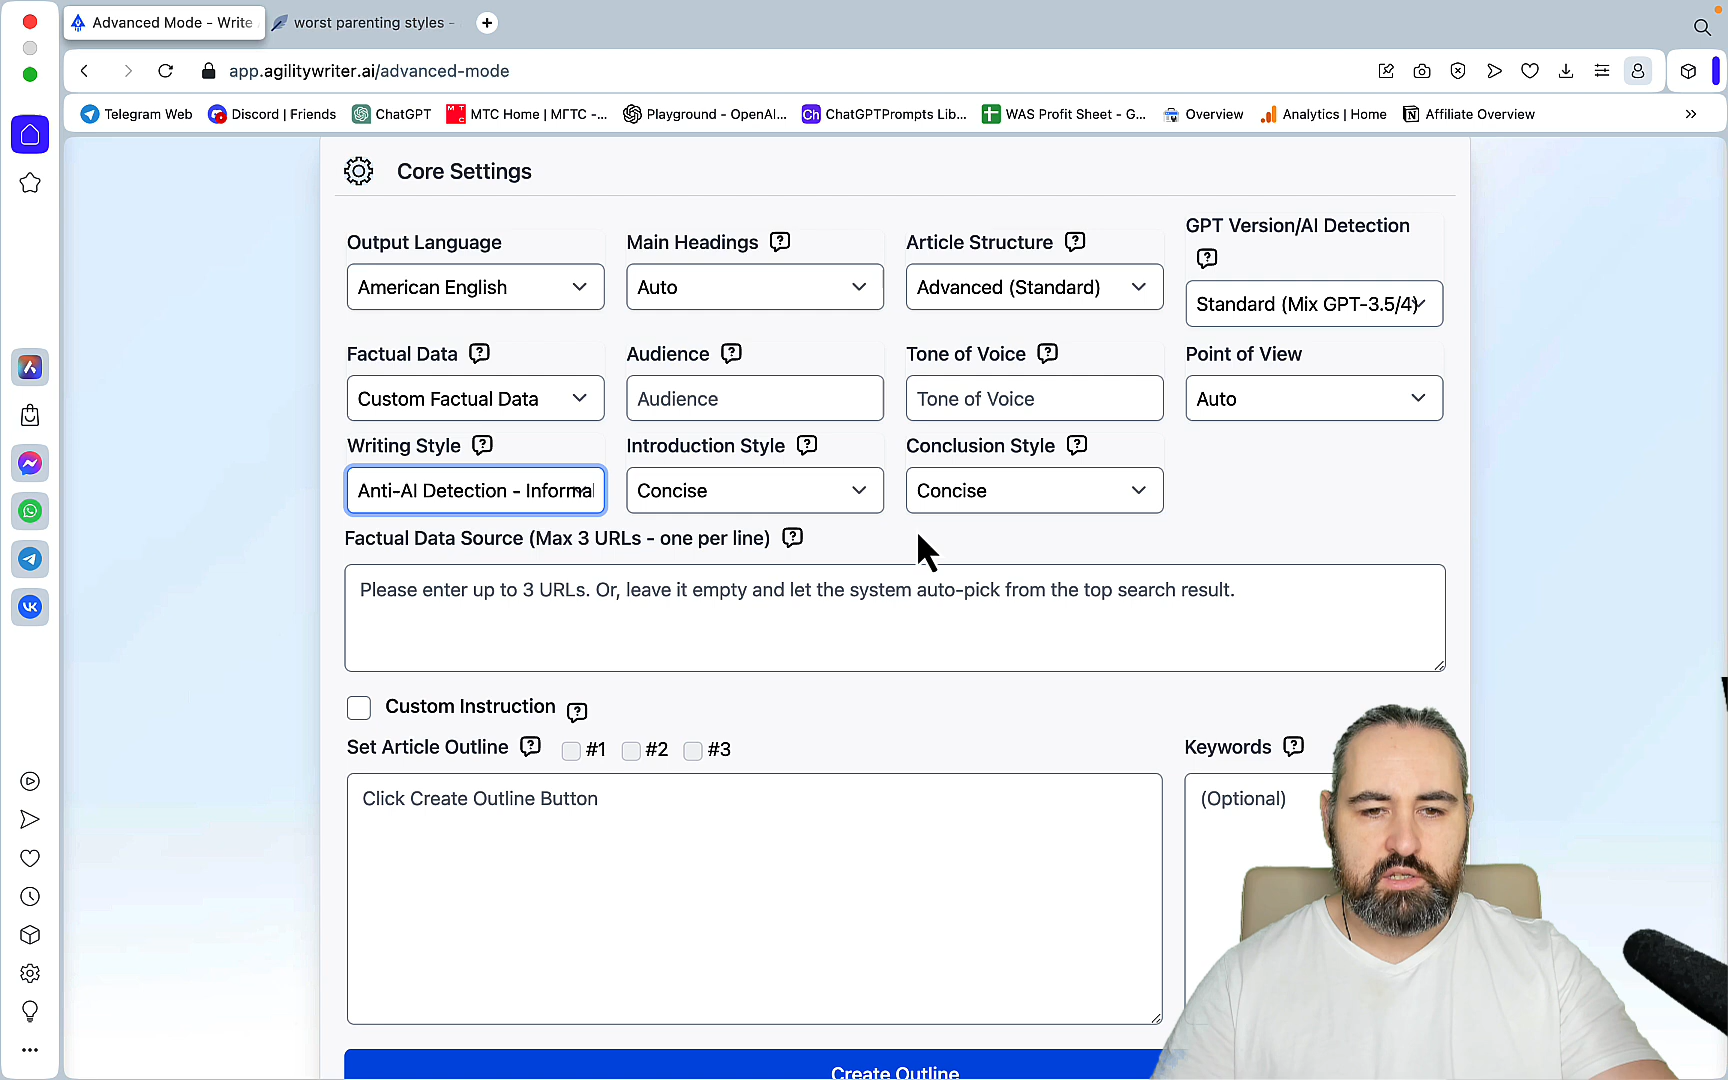 Advanced Mode - Write
worst parenting styles -
app.agilitywriter.ai/advanced-mode
Telegram Web
Discord | Friends
ChatGPT
MTC Home | МГТС -...
Playground - OpenAI...
Ch
ChatGPTPrompts Lib...
WAS Profit Sheet - G...
Overview
Analytics | Home
Affiliate Overview
Core Settings
Output Language
Main Headings
Article Structure
GPT Version/AI Detection
American English
Auto
Advanced (Standard)
Standard (Mix GPT-3.5/4)
Factual Data
Audience
Tone of Voice
Point of View
Custom Factual Data
Audience
Tone of Voice
Auto
Writing Style
Introduction Style
Conclusion Style
Anti-AI Detection - Informal
Concise
Concise
Factual Data Source (Max 3 URLs - one per line)
Please enter up to 3 URLs. Or, leave it empty and let the system auto-pick from the top search result.
Custom Instruction
Set Article Outline
#1
#2
#3
Keywords
Click Create Outline Button
(Optional)
Create Outline